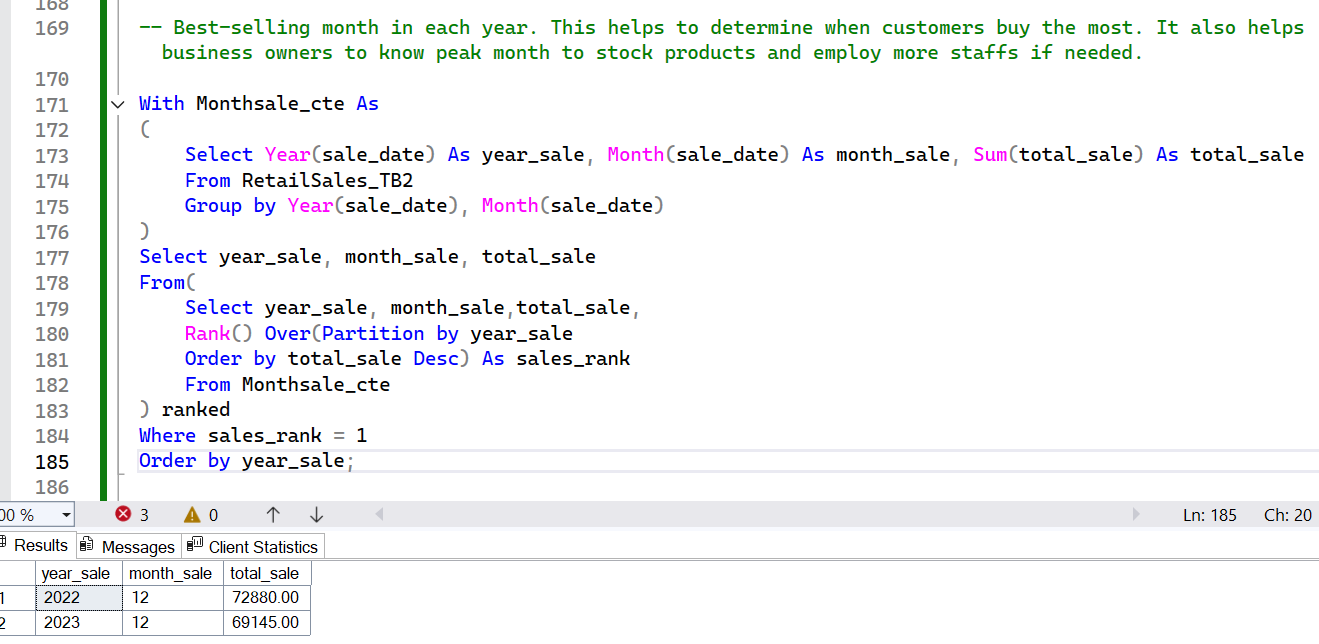 168
169 -- Best-selling month in each year. This helps to determine when customers buy the most. It also helps
business owners to know peak month to stock products and employ more staffs if needed.
170
171 With Monthsale_cte As
172 (
173 Select Year(sale_date) As year_sale, Month(sale_date) As month_sale, Sum(total_sale) As total_sale
174 From RetailSales_TB2
175 Group by Year(sale_date), Month(sale_date)
176 )
177 Select year_sale, month_sale, total_sale
178 From(
179 Select year_sale, month_sale,total_sale,
180 Rank() Over(Partition by year_sale
181 Order by total_sale Desc) As sales_rank
182 From Monthsale_cte
183 ) ranked
184 Where sales_rank = 1
185 Order by year_sale;
186
00 % 3 0 Ln: 185 Ch: 20
Results Messages Client Statistics
year_sale month_sale total_sale
1 2022 12 72880.00
2 2023 12 69145.00